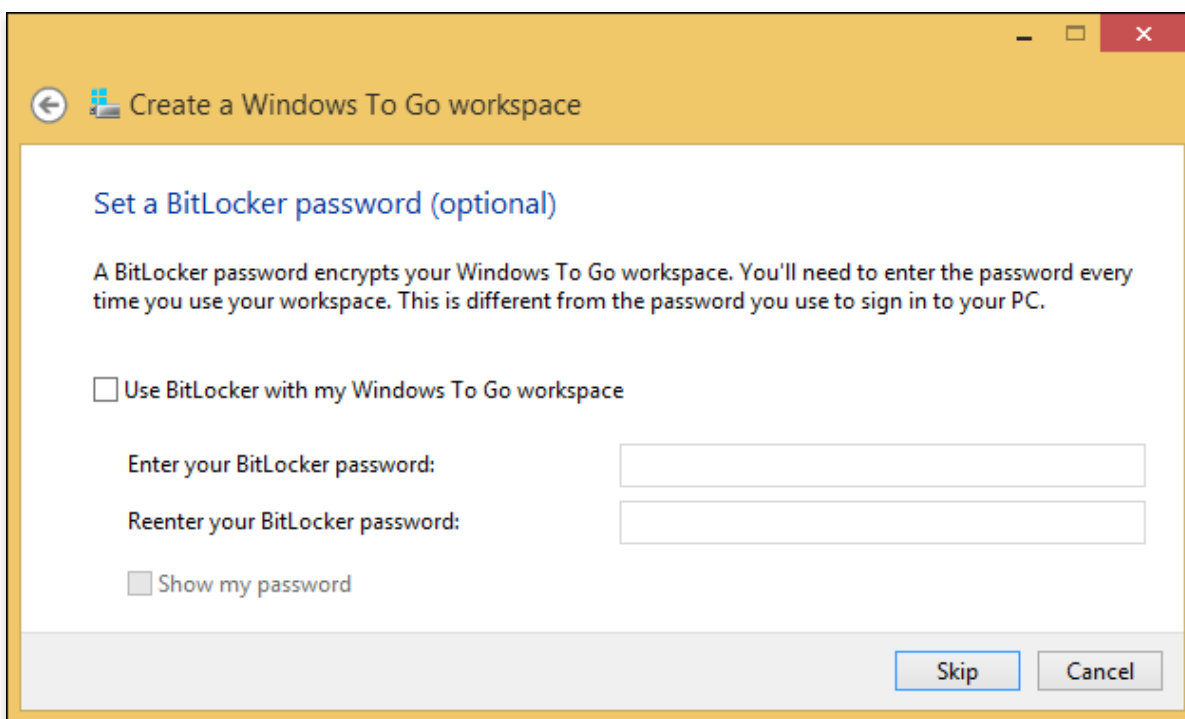 Create a Windows To Go workspace
Set a BitLocker password (optional)
A BitLocker password encrypts your Windows To Go workspace. You'll need to enter the password every
time you use your workspace. This is different from the password you use to sign in to your PC.
Use BitLocker with my Windows To Go workspace
Enter your BitLocker password:
Reenter your BitLocker password:
Show my password
Skip Cancel